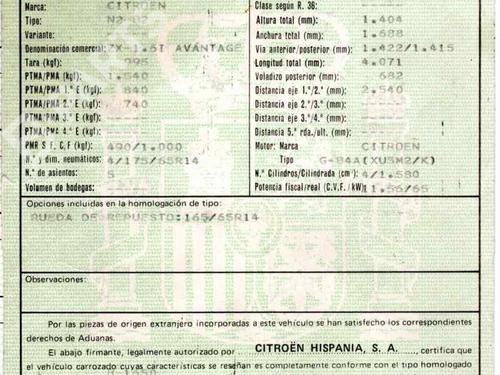 Marca: CITROËN
Tipo: N2-B2
Variante: ---
Denominación comercial: ZX-1.6I AVANTAGE
Tara (kgf): 995
PTMA/PMA (kgf): 1.540
PTMA/PMA 1.º E (kgf): 840
PTMA/PMA 2.º E (kgf): 740
PTMA/PMA 3.º E (kgf): ---
PTMA/PMA 4.º E (kgf): ---
PMR S F, C,F (kgf): 490/1.000
N.º y dim, neumáticos: 4/175/65R14
N.º de asientos: 5
Volumen de bodegas: ---
Clase según R. 36: ---
Altura total (mm): 1.404
Anchura total (mm): 1.688
Via anterior/posterior (mm): 1.422/1.415
Longitud total (mm): 4.071
Voladizo posterior (mm): 682
Distancia eje 1.º/2.º (mm): 2.540
Distancia eje 2.º/3.º (mm): ---
Distancia eje 3.º/4.º (mm): ---
Distancia 5.ª rda./ult. (mm): ---
Motor: Marca CITROEN
Tipo G-B4A(XU5M2/K)
N.º Cilindros/Cilindrada (cm³): 4/1.580
Potencia fiscal/real (C.V.F./kW) 11,56/65
Opciones incluidas en la homologación de tipo:
RUEDA DE REPUESTO:165/65R14
Observaciones:
Por las piezas de origen extranjero incorporadas a este vehículo se han satisfecho los correspondientes
derechos de Aduanas.
El abajo firmante, legalmente autorizado por CITROËN HISPANIA, S. A. , certifica que
el vehículo carrozado cuyas características se reseñan es completamente conforme con el tipo homologado